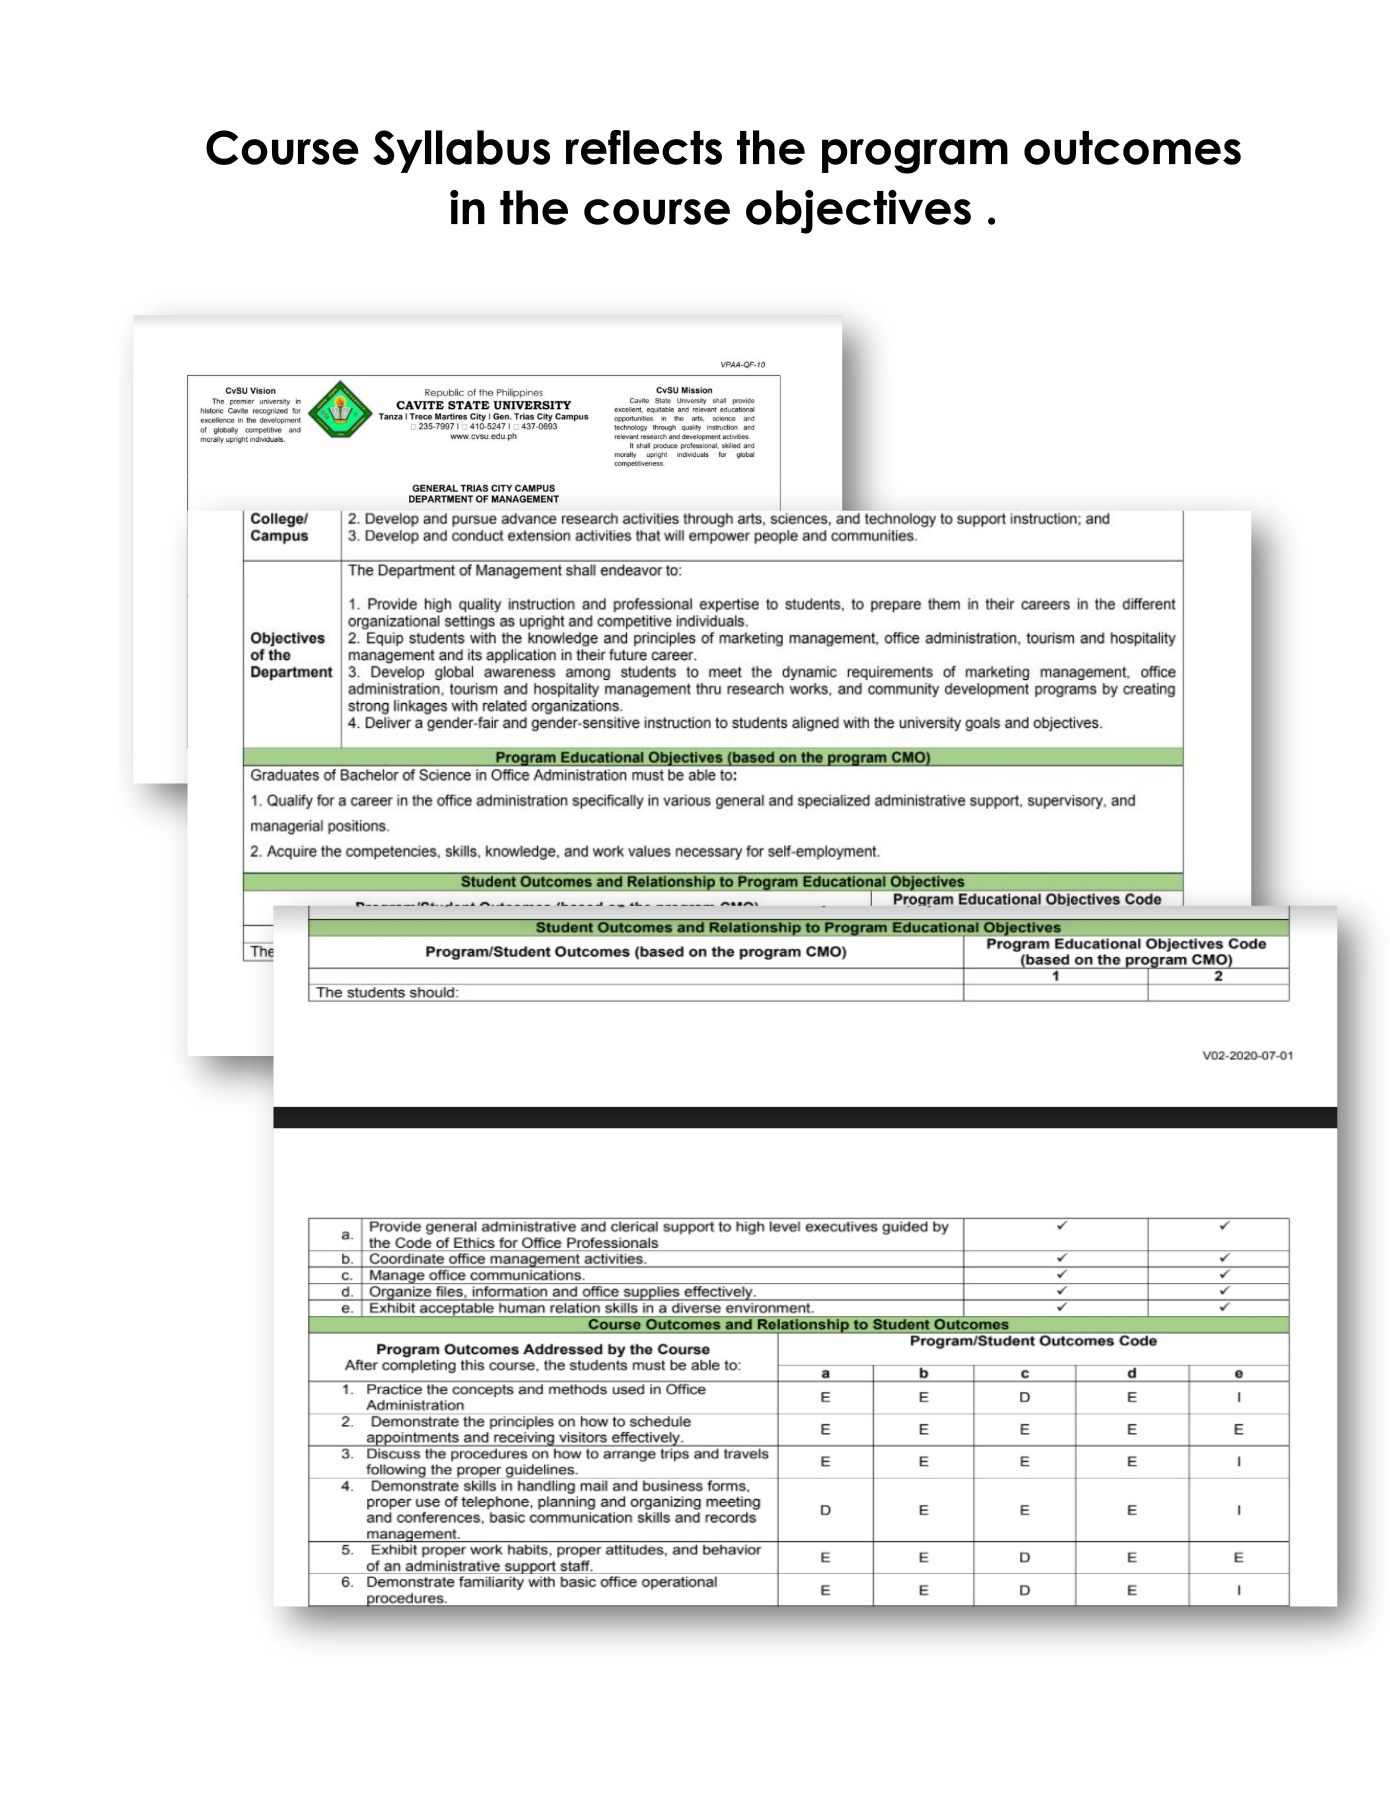 Course Syllabus reflects the program outcomes
in the course objectives .
VPAA-QF-10
CvSU Vision
The premier university in
historic Cavite recognized for
excellence in the development
of globally competitive and
morally upright individuals.
Republic of the Philippines
CAVITE STATE UNIVERSITY
Tanza l Trece Martires City l Gen. Trias City Campus
□ 235-7997 l □ 410-5247 l □ 437-0693
www.cvsu.edu.ph
CvSU Mission
Cavite State University shall provide
excellent, equitable and relevant educational
opportunities in the arts, science and
technology through quality instruction and
relevant research and development activities.
It shall produce professional, skilled and
morally upright individuals for global
competitiveness.
GENERAL TRIAS CITY CAMPUS
DEPARTMENT OF MANAGEMENT
College/
Campus
2. Develop and pursue advance research activities through arts, sciences, and technology to support instruction; and
3. Develop and conduct extension activities that will empower people and communities.
Objectives
of the
Department
The Department of Management shall endeavor to:
1. Provide high quality instruction and professional expertise to students, to prepare them in their careers in the different
organizational settings as upright and competitive individuals.
2. Equip students with the knowledge and principles of marketing management, office administration, tourism and hospitality
management and its application in their future career.
3. Develop global awareness among students to meet the dynamic requirements of marketing management, office
administration, tourism and hospitality management thru research works, and community development programs by creating
strong linkages with related organizations.
4. Deliver a gender-fair and gender-sensitive instruction to students aligned with the university goals and objectives.
Program Educational Objectives (based on the program CMO)
Graduates of Bachelor of Science in Office Administration must be able to:
1. Qualify for a career in the office administration specifically in various general and specialized administrative support, supervisory, and
managerial positions.
2. Acquire the competencies, skills, knowledge, and work values necessary for self-employment.
Student Outcomes and Relationship to Program Educational Objectives
Program/Student Outcomes (based on the program CMO)
Program Educational Objectives Code
The
Student Outcomes and Relationship to Program Educational Objectives
Program/Student Outcomes (based on the program CMO)
Program Educational Objectives Code
(based on the program CMO)
1 2
The students should:
V02-2020-07-01
a. Provide general administrative and clerical support to high level executives guided by
the Code of Ethics for Office Professionals ✓ ✓
b. Coordinate office management activities. ✓ ✓
c. Manage office communications. ✓ ✓
d. Organize files, information and office supplies effectively. ✓ ✓
e. Exhibit acceptable human relation skills in a diverse environment. ✓ ✓
Course Outcomes and Relationship to Student Outcomes
Program Outcomes Addressed by the Course
After completing this course, the students must be able to:
Program/Student Outcomes Code
a b c d e
1. Practice the concepts and methods used in Office
Administration E E D E I
2. Demonstrate the principles on how to schedule
appointments and receiving visitors effectively. E E E E E
3. Discuss the procedures on how to arrange trips and travels
following the proper guidelines. E E E E I
4. Demonstrate skills in handling mail and business forms,
proper use of telephone, planning and organizing meeting
and conferences, basic communication skills and records
management. D E E E I
5. Exhibit proper work habits, proper attitudes, and behavior
of an administrative support staff. E E D E E
6. Demonstrate familiarity with basic office operational
procedures. E E D E I